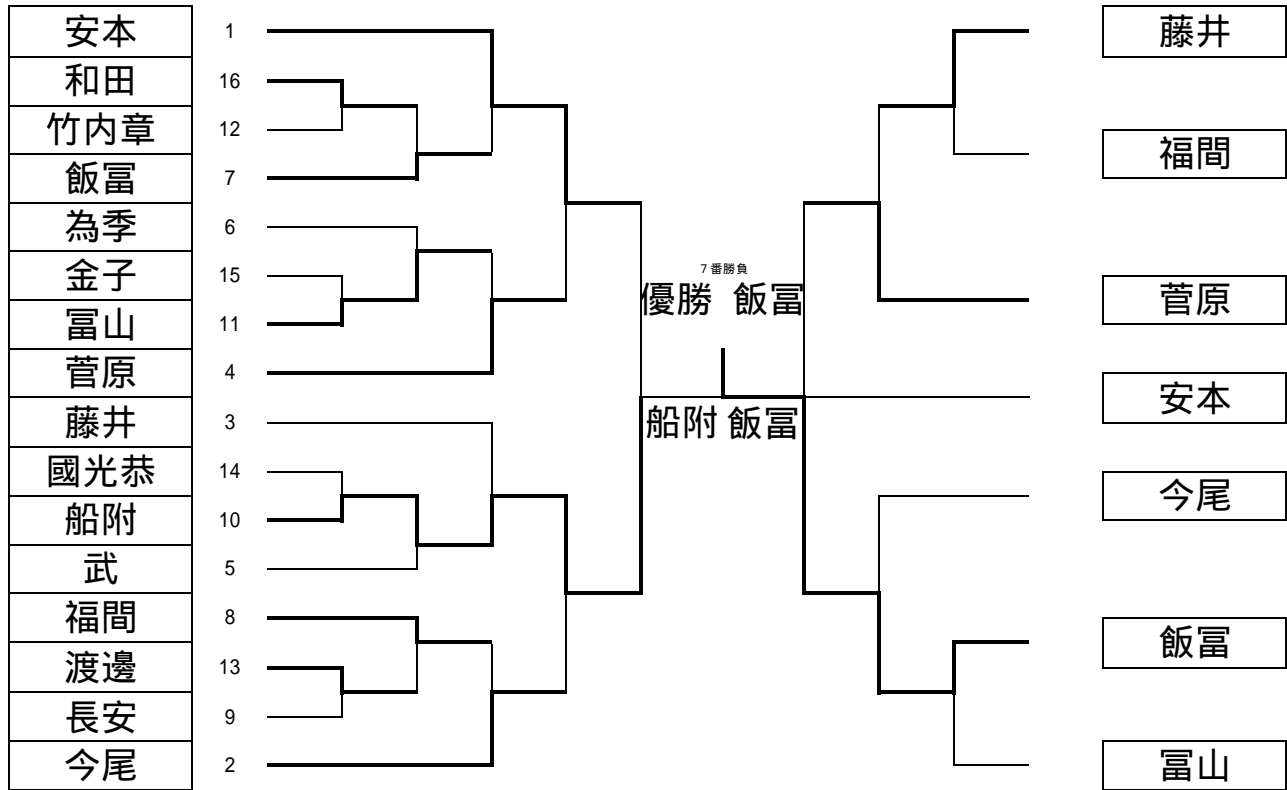 安本 1
和田 16
竹内章 12
飯冨 7
為季 6
金子 15
冨山 11
菅原 4
藤井 3
國光恭 14
船附 10
武 5
福間 8
渡邊 13
長安 9
今尾 2
7番勝負
優勝 飯冨
船附 飯冨
藤井
福間
菅原
安本
今尾
飯冨
冨山